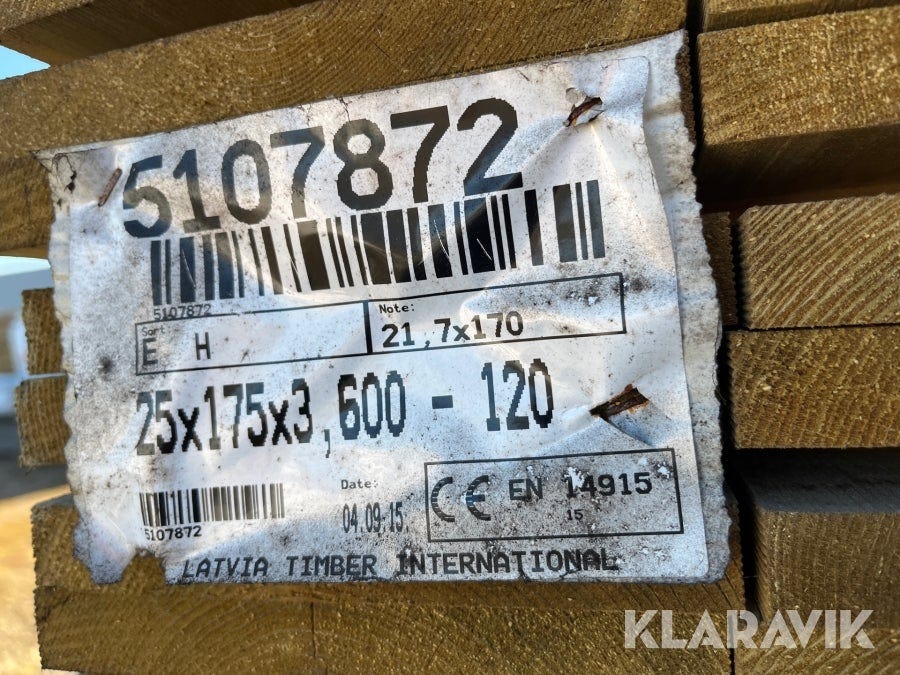 5107872
5107872
Sort
E H
Note:
21,7x170
25x175x3,600 - 120
5107872
Date:
04.09.15.
CE EN 14915
15
LATVIA TIMBER INTERNATIONAL
KLARAVIK